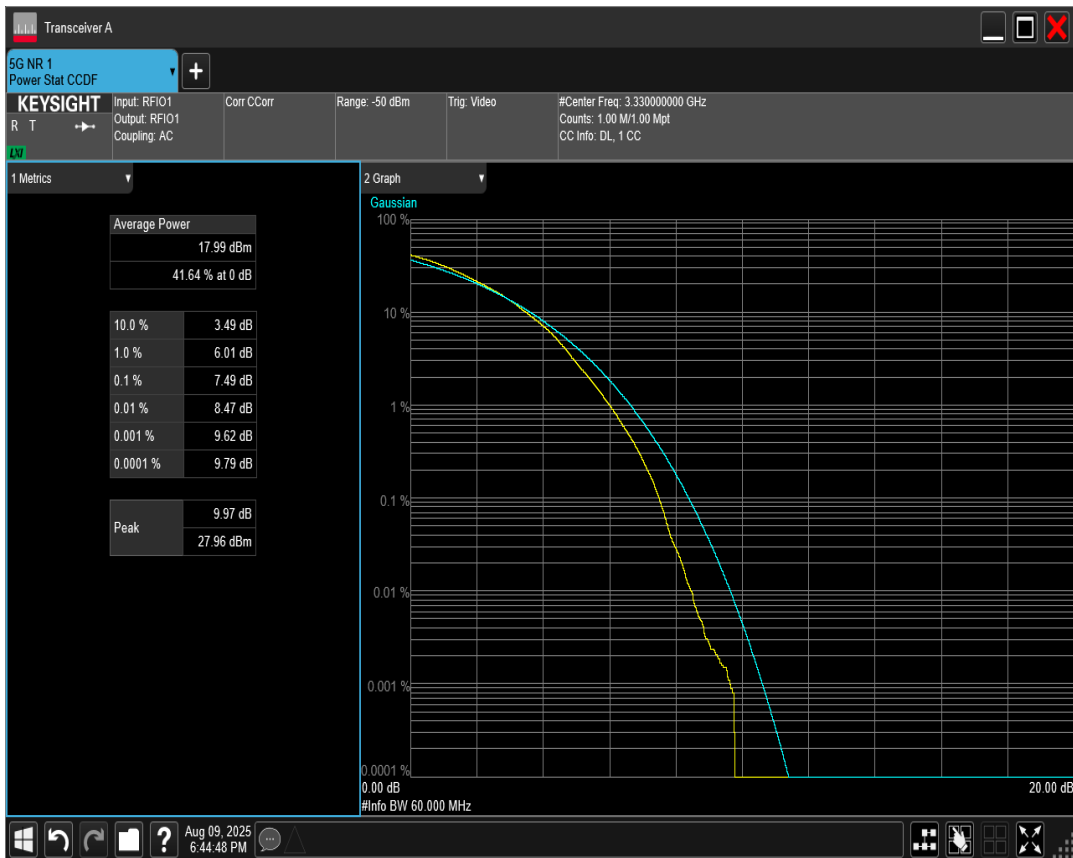 Transceiver A
5G NR 1
Power Stat CCDF
KEYSIGHT
R T
LXI
Input: RFIO1
Output: RFIO1
Coupling: AC
Corr CCorr
Range: -50 dBm
Trig: Video
#Center Freq: 3.330000000 GHz
Counts: 1.00 M/1.00 Mpt
CC Info: DL, 1 CC
1 Metrics
Average Power
17.99 dBm
41.64 % at 0 dB
10.0 % 3.49 dB
1.0 % 6.01 dB
0.1 % 7.49 dB
0.01 % 8.47 dB
0.001 % 9.62 dB
0.0001 % 9.79 dB
Peak 9.97 dB
27.96 dBm
2 Graph
Gaussian
100 %
10 %
1 %
0.1 %
0.01 %
0.001 %
0.0001 %
0.00 dB 20.00 dB
#Info BW 60.000 MHz
?
Aug 09, 2025
6:44:48 PM